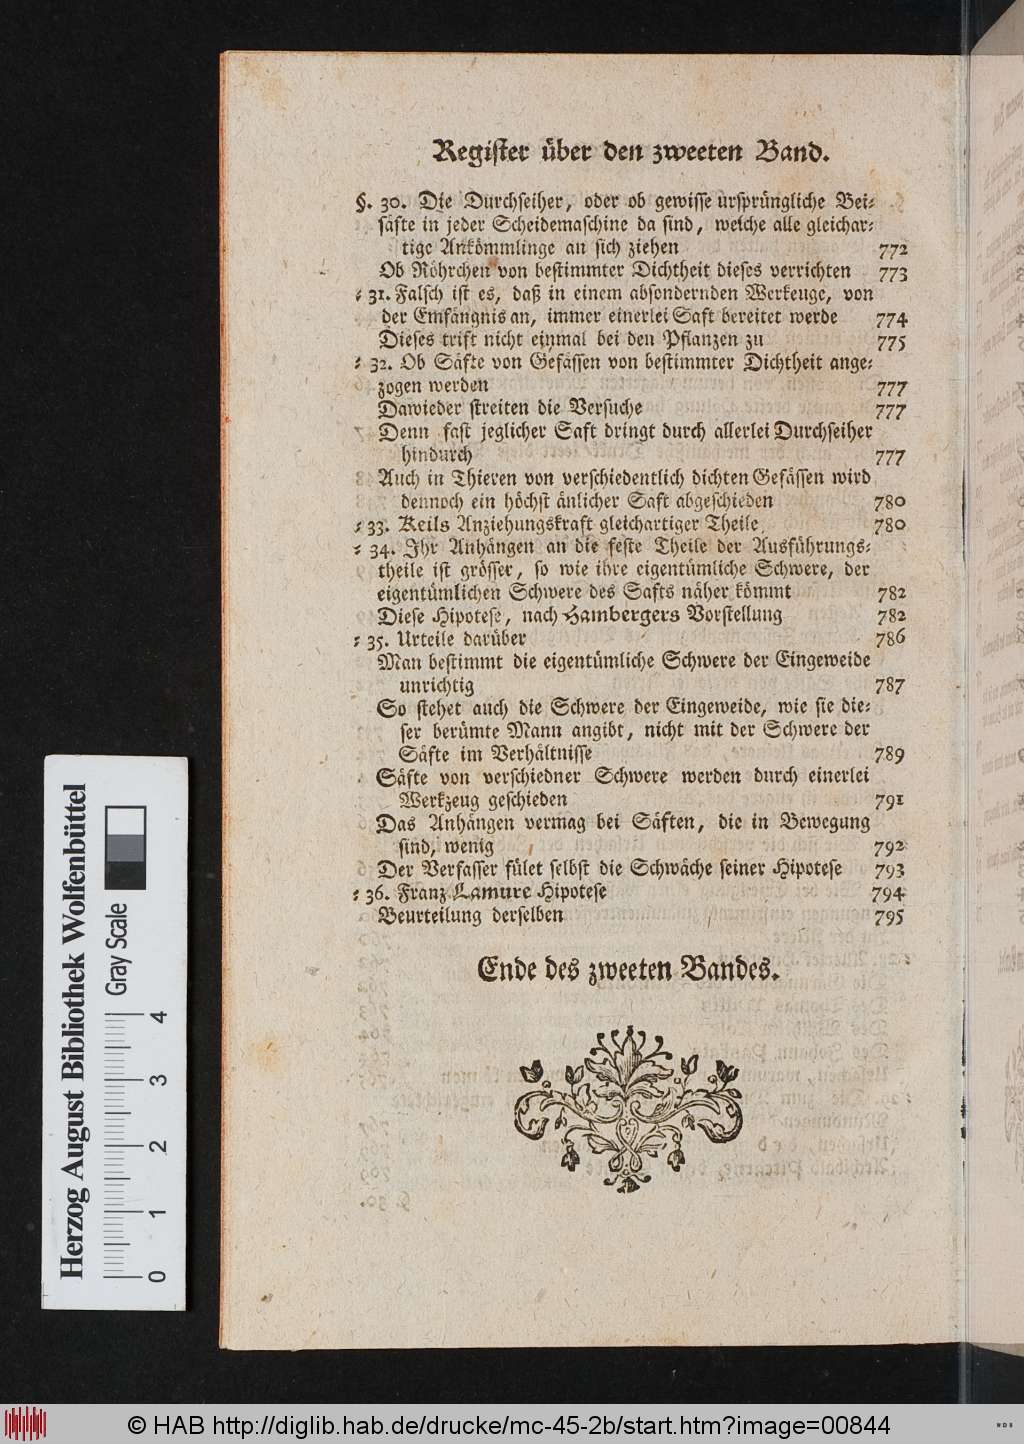 Register über den zweeten Band.
§. 30. Die Durchseiher, oder ob gewisse ursprüngliche Bei⸗
säfte in jeder Scheidemaschine da sind, welche alle gleichar⸗
tige Ankömmlinge an sich ziehen 772
Ob Röhrchen von bestimmter Dichtheit dieses verrichten 773
⸗ 31. Falsch ist es, daß in einem absondernden Werkeuge, von
der Emfängnis an, immer einerlei Saft bereitet werde 774
Dieses trift nicht einmal bei den Pflanzen zu 775
⸗ 32. Ob Säfte von Gefässen von bestimmter Dichtheit ange⸗
zogen werden 777
Dawieder streiten die Versuche 777
Denn fast jeglicher Saft dringt durch allerlei Durchseiher
hindurch 777
Auch in Thieren von verschiedentlich dichten Gefässen wird
dennoch ein höchst änlicher Saft abgeschieden 780
⸗ 33. Keils Anziehungskraft gleichartiger Theile 780
⸗ 34. Ihr Anhängen an die feste Theile der Ausführungs⸗
theile ist grösser, so wie ihre eigentümliche Schwere, der
eigentümlichen Schwere des Safts näher kömmt 782
Diese Hipotese, nach Hambergers Vorstellung 782
⸗ 35. Urteile darüber 786
Man bestimmt die eigentümliche Schwere der Eingeweide
unrichtig 787
So stehet auch die Schwere der Eingeweide, wie sie die⸗
ser berümte Mann angibt, nicht mit der Schwere der
Säfte im Verhältnisse 789
Säfte von verschiedner Schwere werden durch einerlei
Werkzeug geschieden 791
Das Anhängen vermag bei Säften, die in Bewegung
sind, wenig 792
Der Verfasser fület selbst die Schwäche seiner Hipotese 793
⸗ 36. Franz Lamure Hipotese 794
Beurteilung derselben 795
Ende des zweeten Bandes.
Herzog August Bibliothek Wolfenbüttel
Gray Scale
0 1 2 3 4
© HAB http://diglib.hab.de/drucke/mc-45-2b/start.htm?image=00844